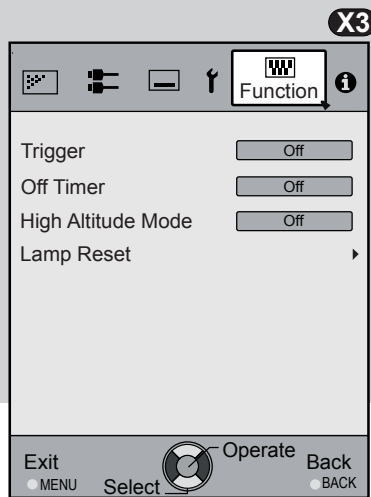 X3
Function
Trigger Off
Off Timer Off
High Altitude Mode Off
Lamp Reset
Exit
MENU
Select
Operate
Back
BACK